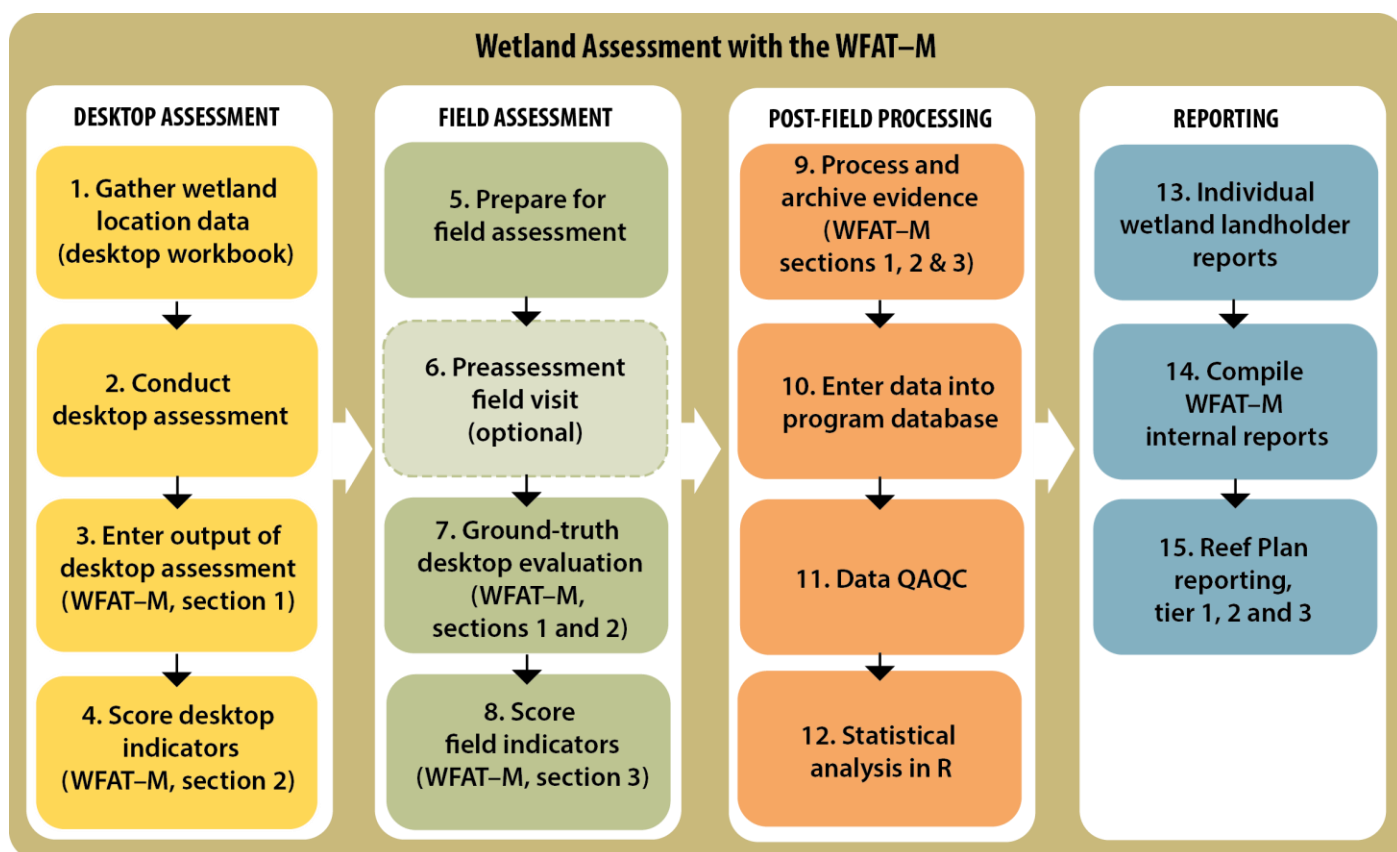 Wetland Assessment with the WFAT–M
DESKTOP ASSESSMENT
1. Gather wetland
location data
(desktop workbook)
2. Conduct
desktop assessment
3. Enter output of
desktop assessment
(WFAT–M, section 1)
4. Score desktop
indicators
(WFAT–M, section 2)
FIELD ASSESSMENT
5. Prepare for
field assessment
6. Preassessment
field visit
(optional)
7. Ground-truth
desktop evaluation
(WFAT–M,
sections 1 and 2)
8. Score
field indicators
(WFAT–M, section 3)
POST-FIELD PROCESSING
9. Process and
archive evidence
(WFAT–M
sections 1, 2 & 3)
10. Enter data into
program database
11. Data QAQC
12. Statistical
analysis in R
REPORTING
13. Individual
wetland landholder
reports
14. Compile
WFAT–M
internal reports
15. Reef Plan
reporting,
tier 1, 2 and 3